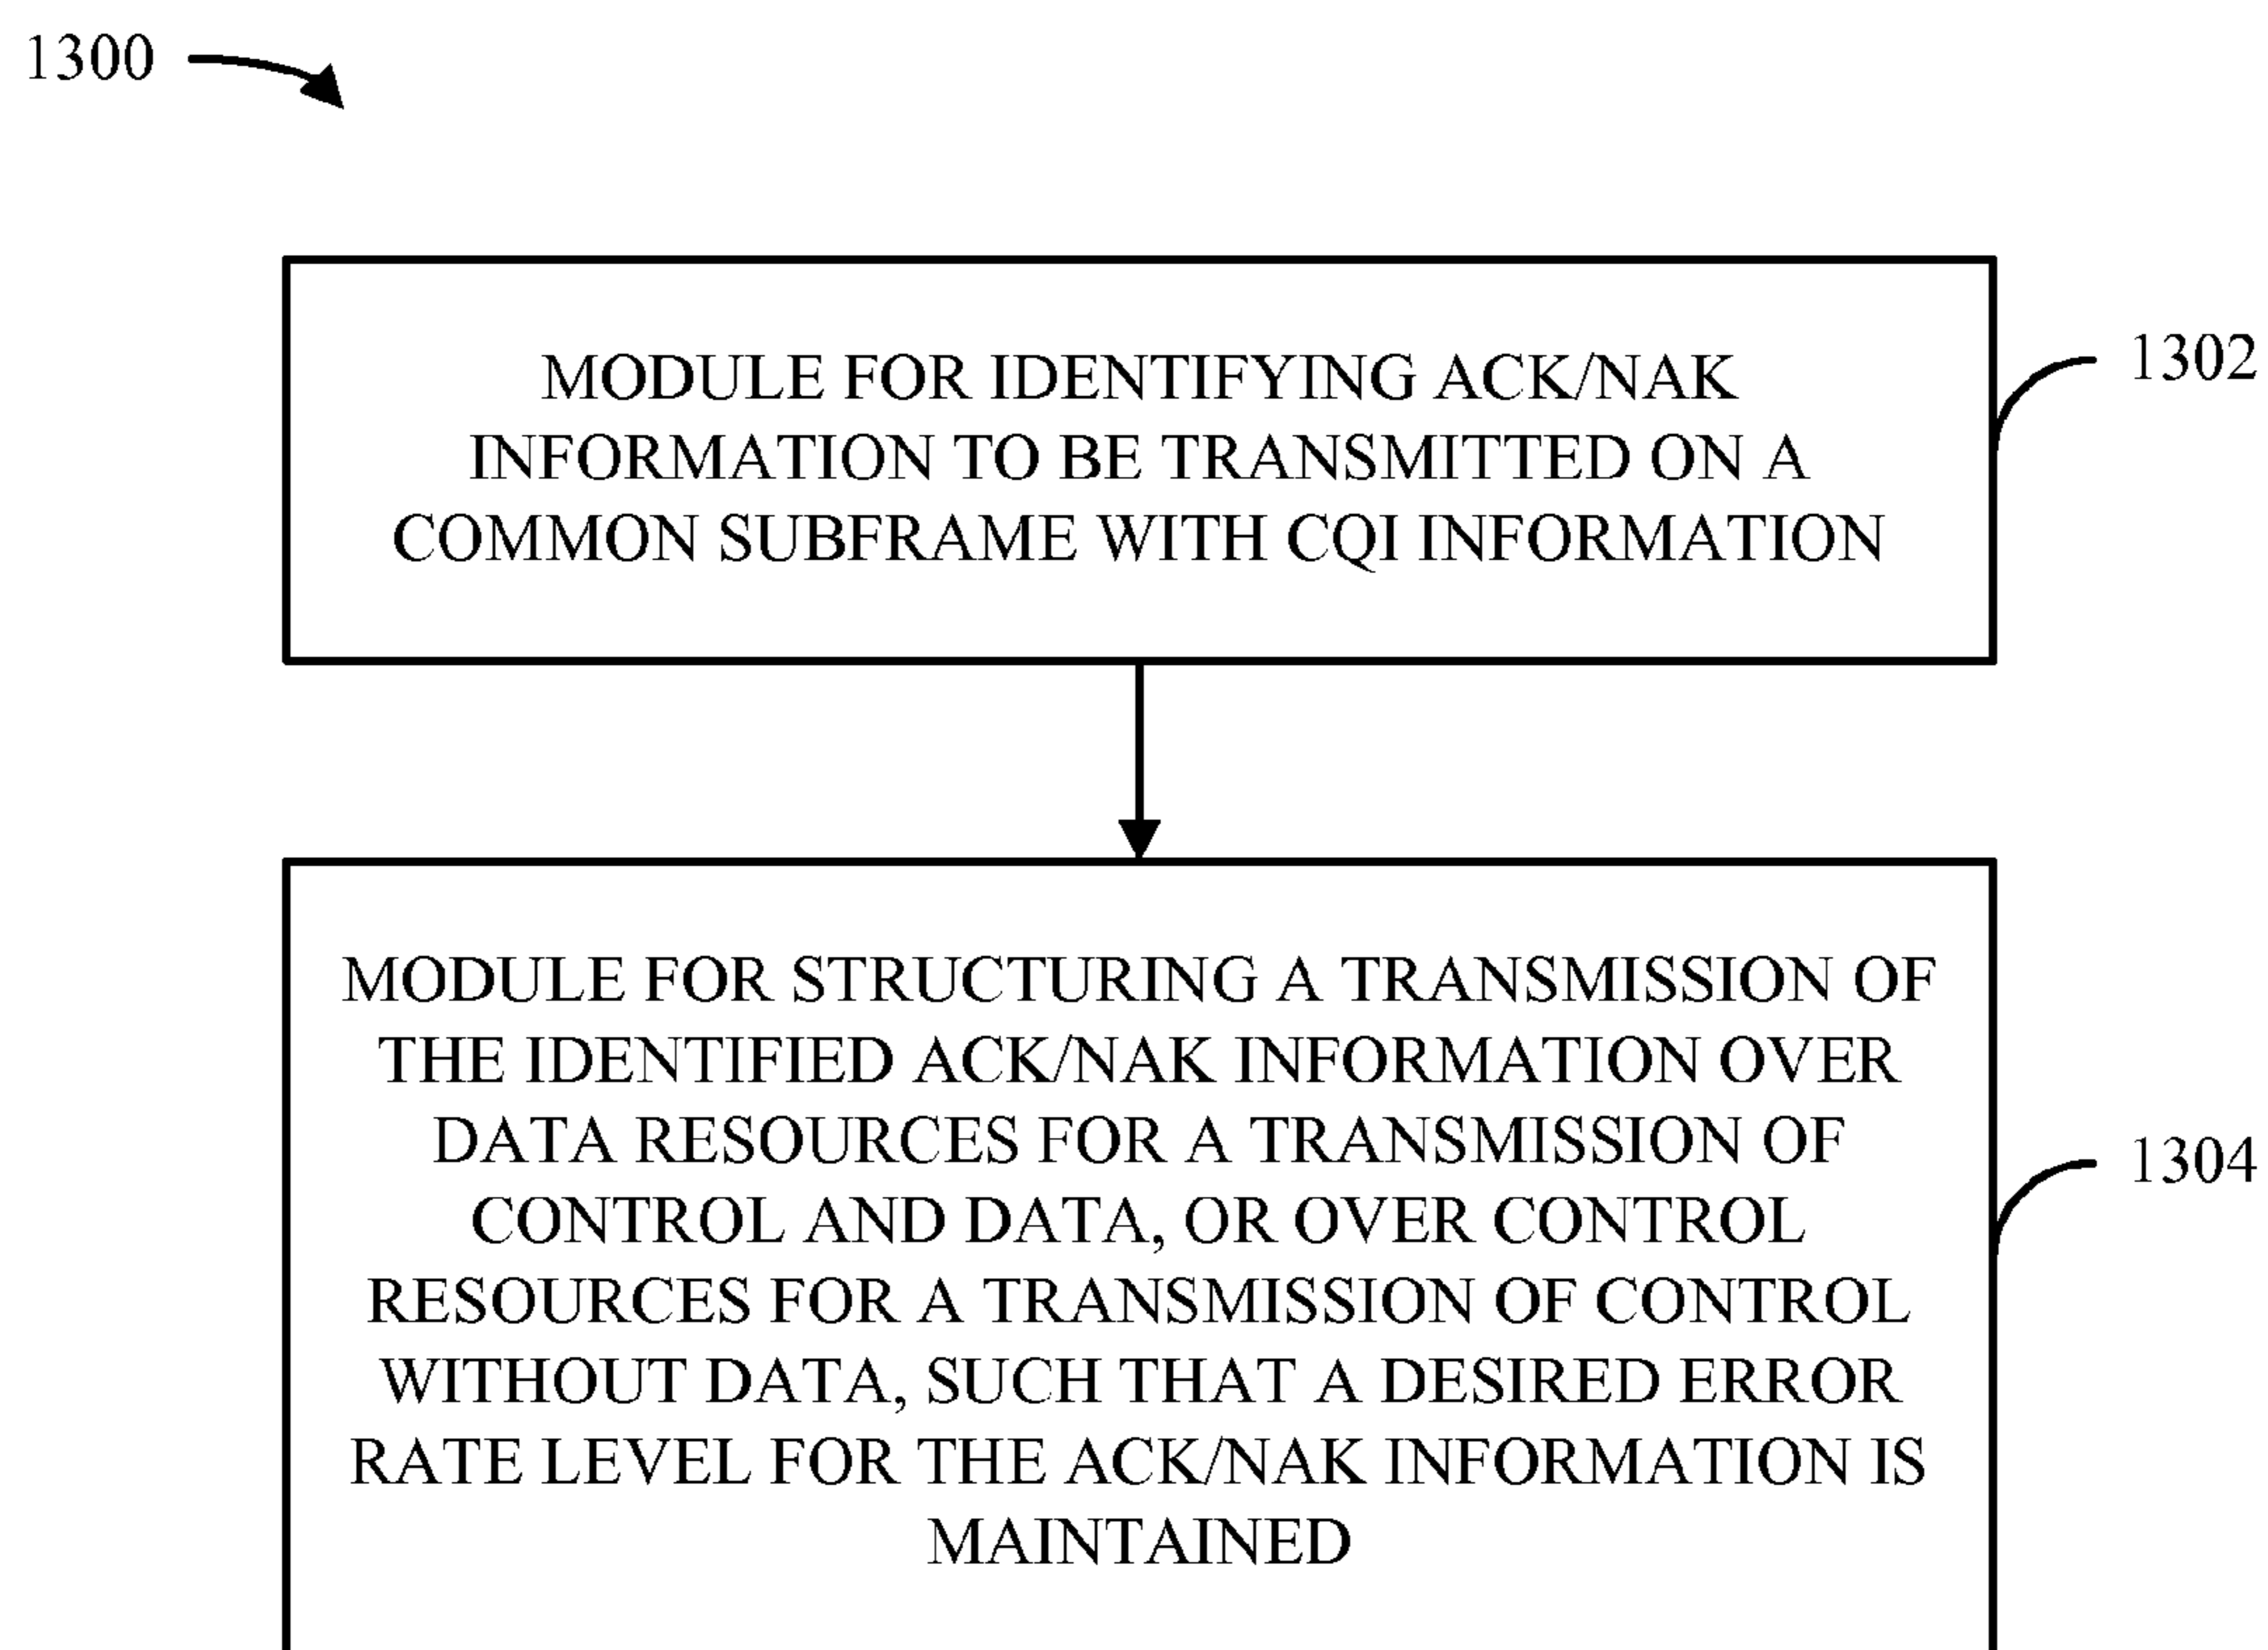 1300
MODULE FOR IDENTIFYING ACK/NAK
INFORMATION TO BE TRANSMITTED ON A
COMMON SUBFRAME WITH CQI INFORMATION
1302
MODULE FOR STRUCTURING A TRANSMISSION OF
THE IDENTIFIED ACK/NAK INFORMATION OVER
DATA RESOURCES FOR A TRANSMISSION OF
CONTROL AND DATA, OR OVER CONTROL
RESOURCES FOR A TRANSMISSION OF CONTROL
WITHOUT DATA, SUCH THAT A DESIRED ERROR
RATE LEVEL FOR THE ACK/NAK INFORMATION IS
MAINTAINED
1304